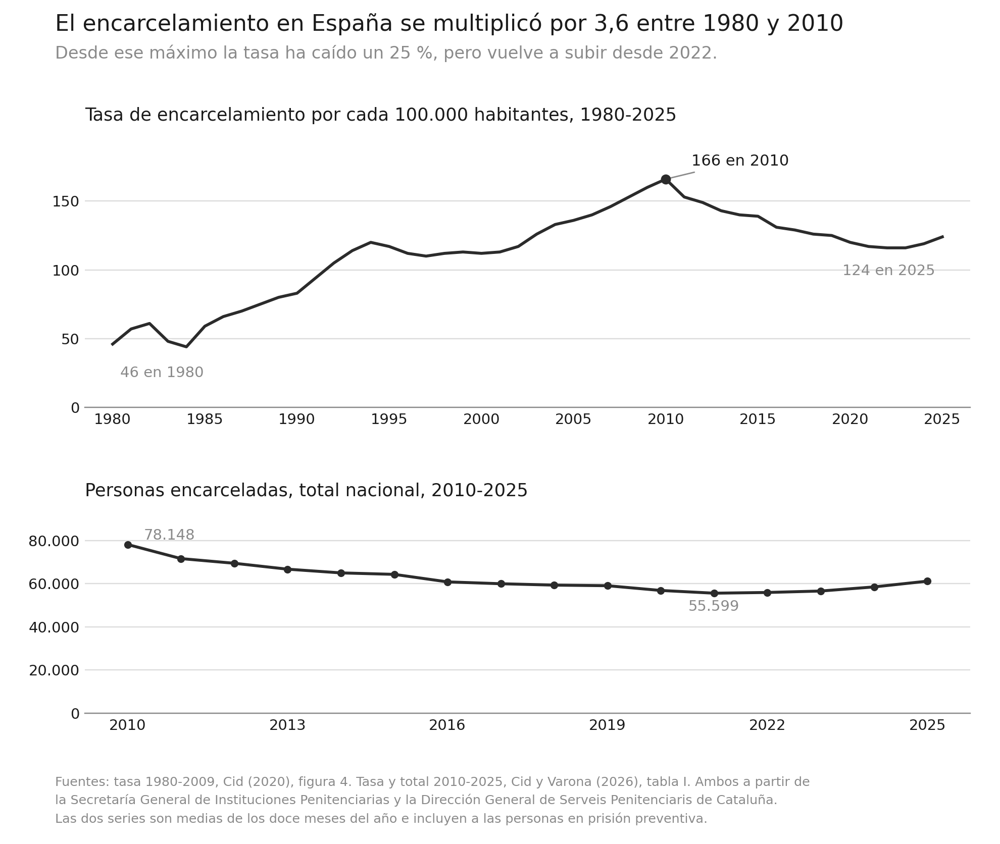 El encarcelamiento en España se multiplicó por 3,6 entre 1980 y 2010
Desde ese máximo la tasa ha caído un 25 %, pero vuelve a subir desde 2022.
Tasa de encarcelamiento por cada 100.000 habitantes, 1980-2025
166 en 2010
150
100
124 en 2025
50
46 en 1980
0
1980 1985 1990 1995 2000 2005 2010 2015 2020 2025
Personas encarceladas, total nacional, 2010-2025
78.148
80.000
60.000
55.599
40.000
20.000
0
2010 2013 2016 2019 2022 2025
Fuentes: tasa 1980-2009, Cid (2020), figura 4. Tasa y total 2010-2025, Cid y Varona (2026), tabla I. Ambos a partir de
la Secretaría General de Instituciones Penitenciarias y la Dirección General de Serveis Penitenciaris de Cataluña.
Las dos series son medias de los doce meses del año e incluyen a las personas en prisión preventiva.